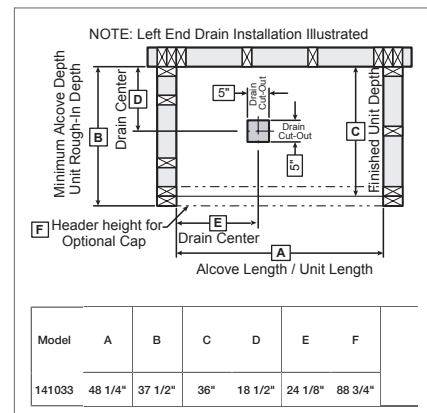 NOTE: Left End Drain Installation Illustrated
Minimum Alcove Depth
Unit Rough-In Depth
B
Drain Center
D
5"
Drain
Cut-Out
Drain
Cut-Out
5"
C
Finished Unit Depth
F Header height for
Optional Cap
E
Drain Center
A
Alcove Length / Unit Length
Model A B C D E F
141033 48 1/4" 37 1/2" 36" 18 1/2" 24 1/8" 88 3/4"